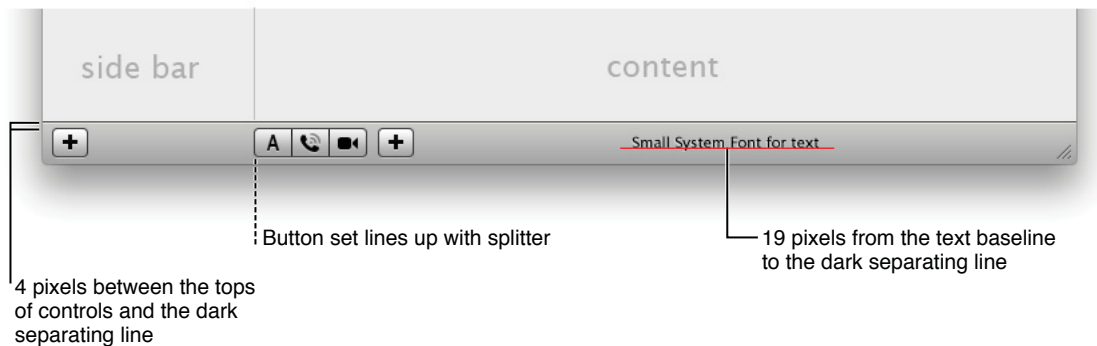 side bar
content
A
Small System Font for text
Button set lines up with splitter
19 pixels from the text baseline
to the dark separating line
4 pixels between the tops
of controls and the dark
separating line